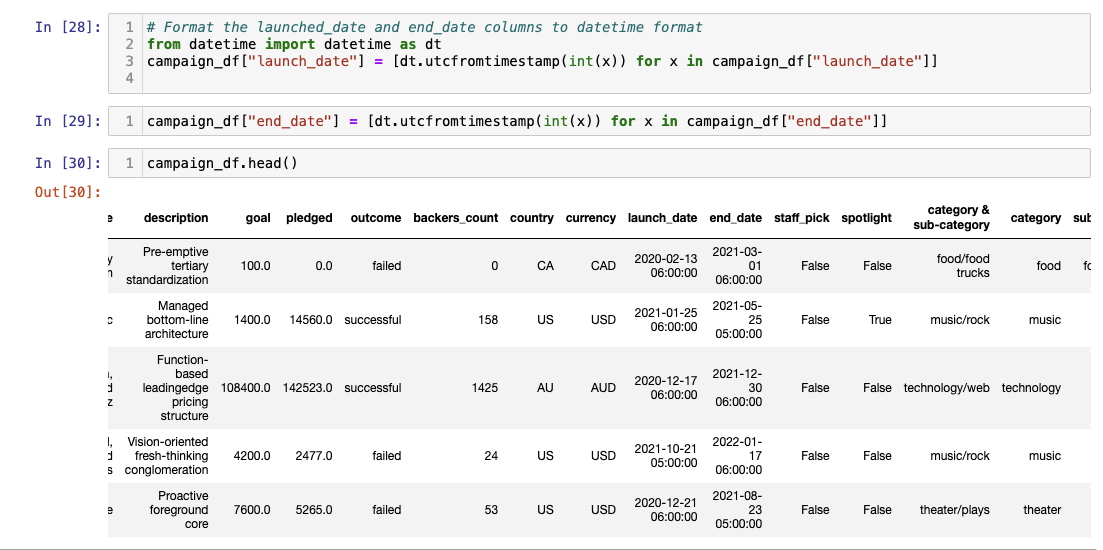 In [28]:
1 # Format the launched_date and end_date columns to datetime format
2 from datetime import datetime as dt
3 campaign_df["launch_date"] = [dt.utcfromtimestamp(int(x)) for x in campaign_df["launch_date"]]
4
In [29]:
1 campaign_df["end_date"] = [dt.utcfromtimestamp(int(x)) for x in campaign_df["end_date"]]
In [30]:
1 campaign_df.head()
Out[30]:
e description goal pledged outcome backers_count country currency launch_date end_date staff_pick spotlight category & sub-category category sub
Pre-emptive tertiary standardization 100.0 0.0 failed 0 CA CAD 2020-02-13 06:00:00 2021-03-01 06:00:00 False False food/food trucks food
c Managed bottom-line architecture 1400.0 14560.0 successful 158 US USD 2021-01-25 06:00:00 2021-05-25 05:00:00 False True music/rock music
Function-based leadingedge pricing structure 108400.0 142523.0 successful 1425 AU AUD 2020-12-17 06:00:00 2021-12-30 06:00:00 False False technology/web technology
Vision-oriented fresh-thinking conglomeration 4200.0 2477.0 failed 24 US USD 2021-10-21 05:00:00 2022-01-17 06:00:00 False False music/rock music
e Proactive foreground core 7600.0 5265.0 failed 53 US USD 2020-12-21 06:00:00 2021-08-23 05:00:00 False False theater/plays theater